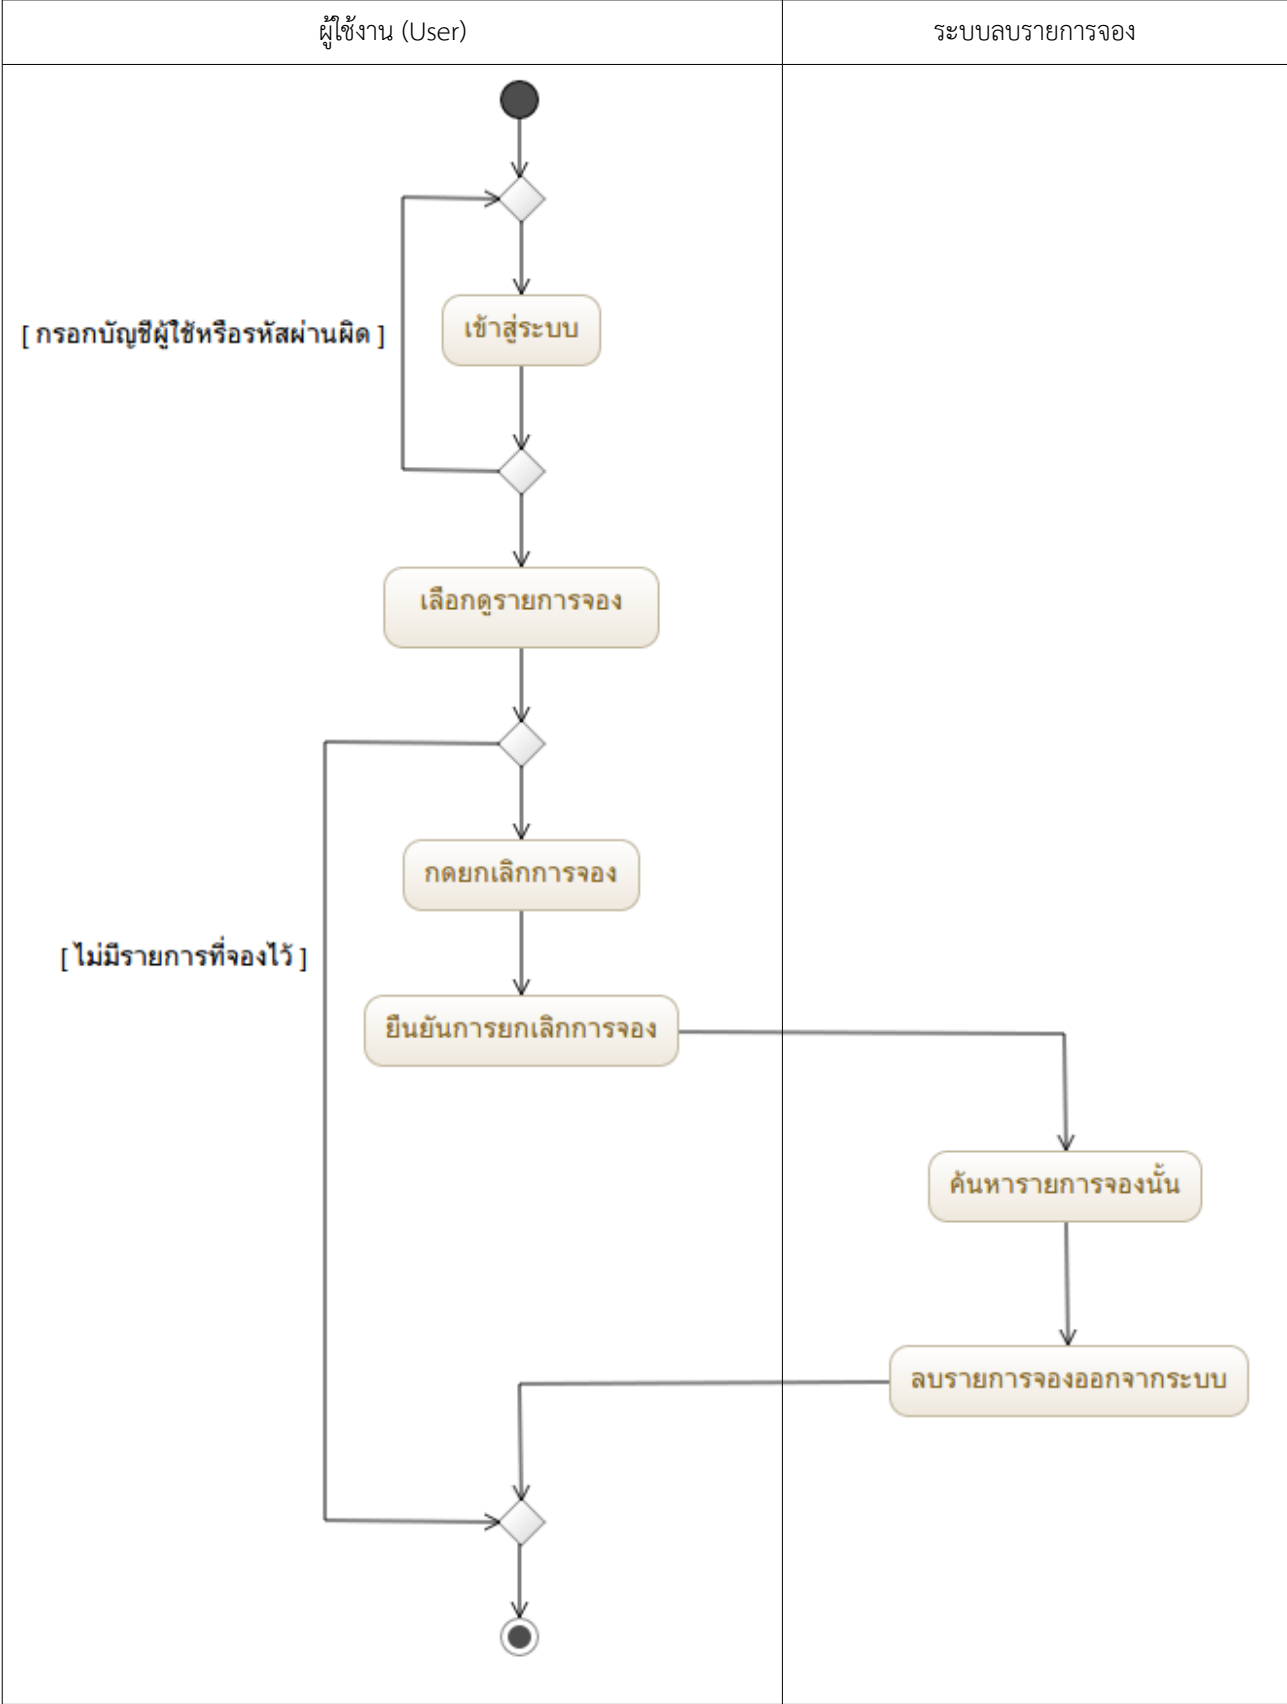 ผู้ใช้งาน (User)
ระบบลบรายการจอง
[ กรอกบัญชีผู้ใช้หรือรหัสผ่านผิด ]
เข้าสู่ระบบ
เลือกดูรายการจอง
กดยกเลิกการจอง
[ ไม่มีรายการที่จองไว้ ]
ยืนยันการยกเลิกการจอง
ค้นหารายการจองนั้น
ลบรายการจองออกจากระบบ